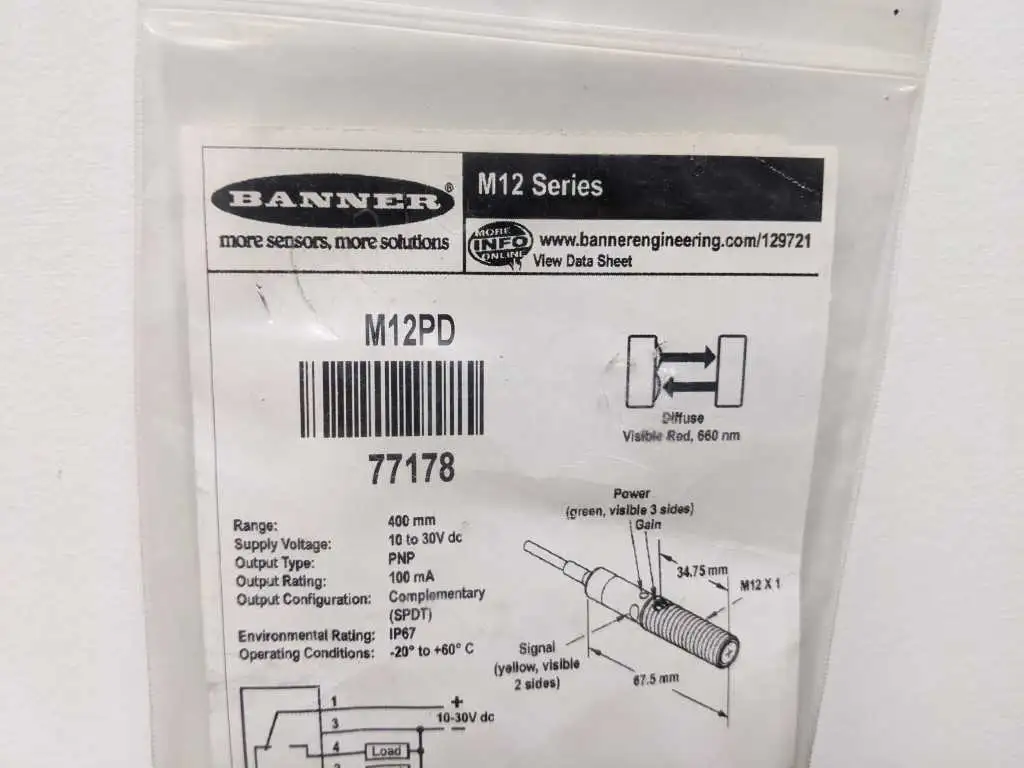 BANNER®
more sensors, more solutions
M12 Series
MORE
INFO
ONLINE
www.bannerengineering.com/129721
View Data Sheet
M12PD
77178
Diffuse
Visible Red, 660 nm
Range: 400 mm
Supply Voltage: 10 to 30V dc
Output Type: PNP
Output Rating: 100 mA
Output Configuration: Complementary
(SPDT)
Environmental Rating: IP67
Operating Conditions: -20° to +60° C
Power
(green, visible 3 sides)
Gain
34.75 mm
M12 X 1
Signal
(yellow, visible
2 sides)
67.5 mm
1
+
10-30V dc
3
−
4
Load